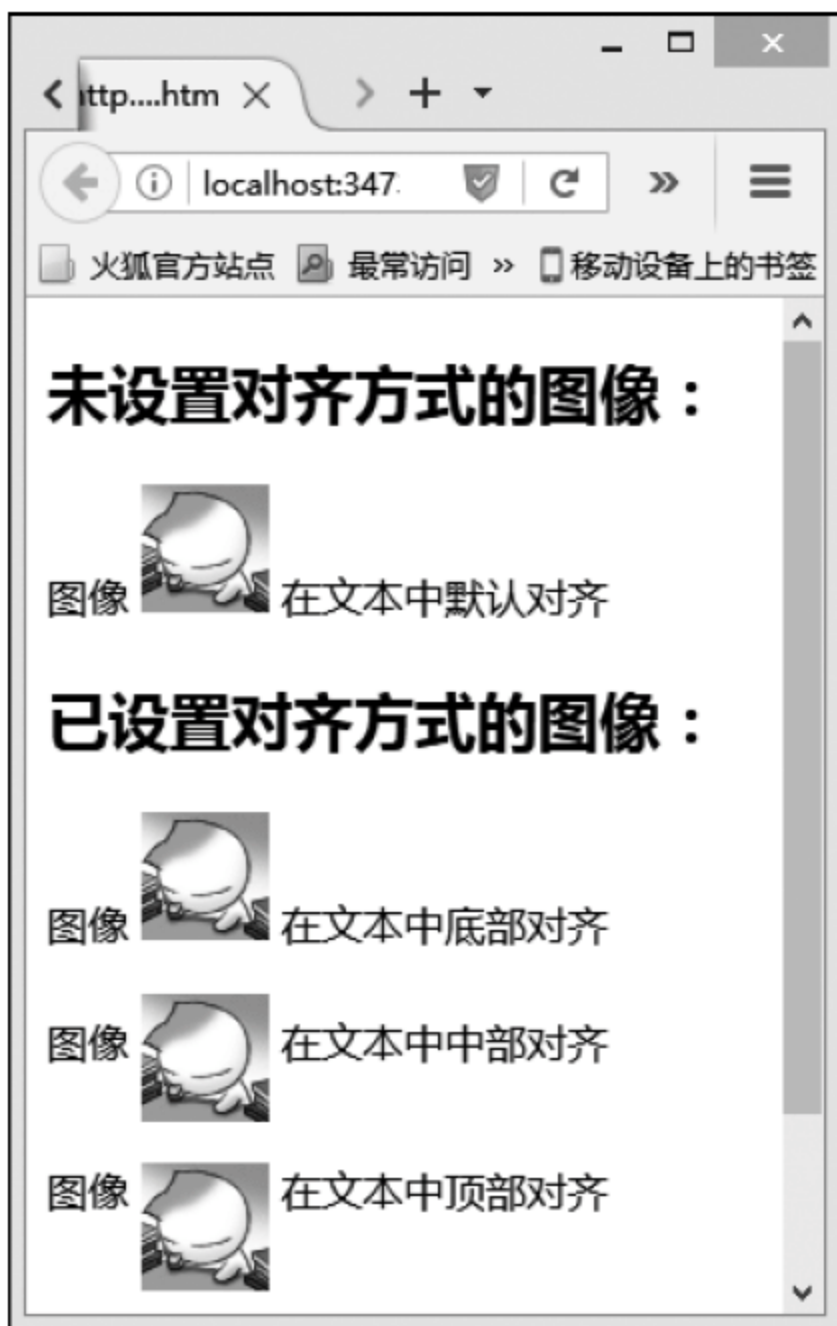 ttp....htm
localhost:347
火狐官方站点 最常访问 » 移动设备上的书签
未设置对齐方式的图像：
图像 在文本中默认对齐
已设置对齐方式的图像：
图像 在文本中底部对齐
图像 在文本中中部对齐
图像 在文本中顶部对齐